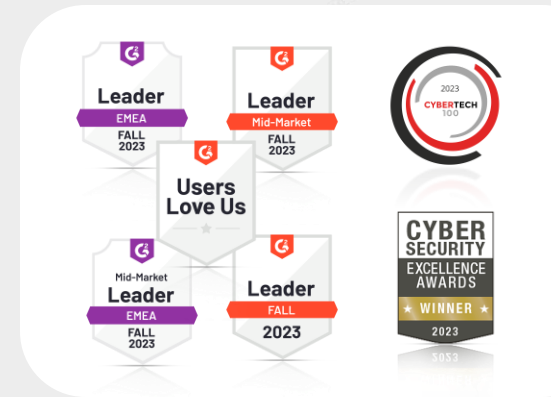 Leader
EMEA
FALL
2023
Leader
Mid-Market
FALL
2023
Users
Love Us
Mid-Market
Leader
EMEA
FALL
2023
Leader
FALL
2023
2023
CYBERTECH
100
CYBER
SECURITY
EXCELLENCE
AWARDS
WINNER
2023